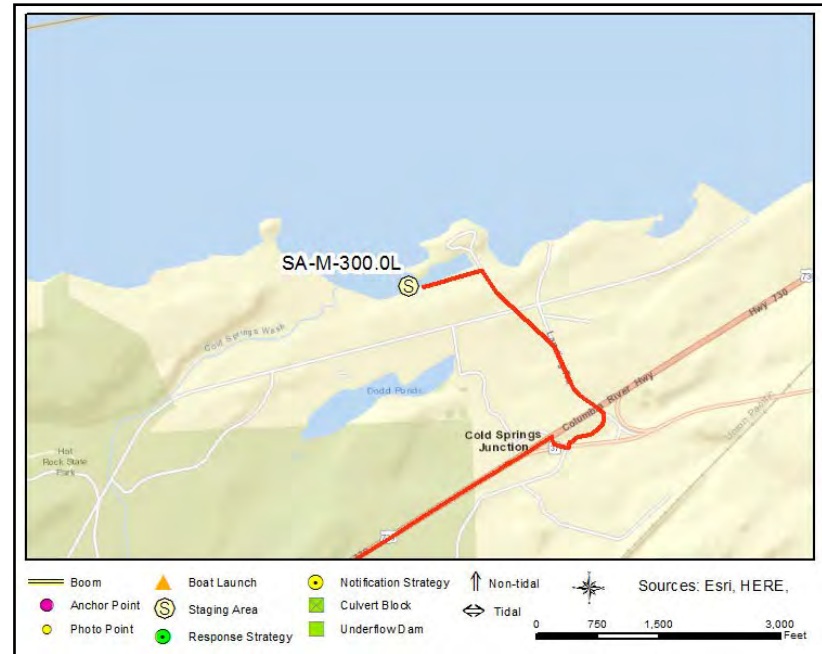 SA-M-300.0L
Cold Springs Wash
Dodd Ponds
Hwy 730
Columbia River Hwy
Union Pacific
Cold Springs
Junction
Hat
Rock State
Park
Boom
Boat Launch
Notification Strategy
Non-tidal
Sources: Esri, HERE,
Anchor Point
Staging Area
Culvert Block
Tidal
Photo Point
Response Strategy
Underflow Dam
0 750 1,500 3,000
Feet